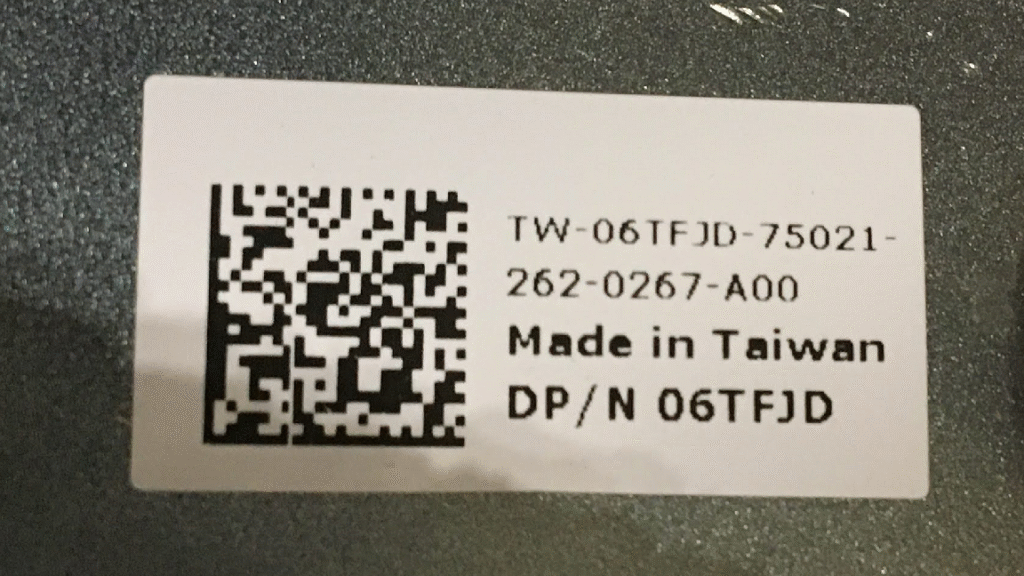 TW-06TFJD-75021-
262-0267-A00
Made in Taiwan
DP/N 06TFJD